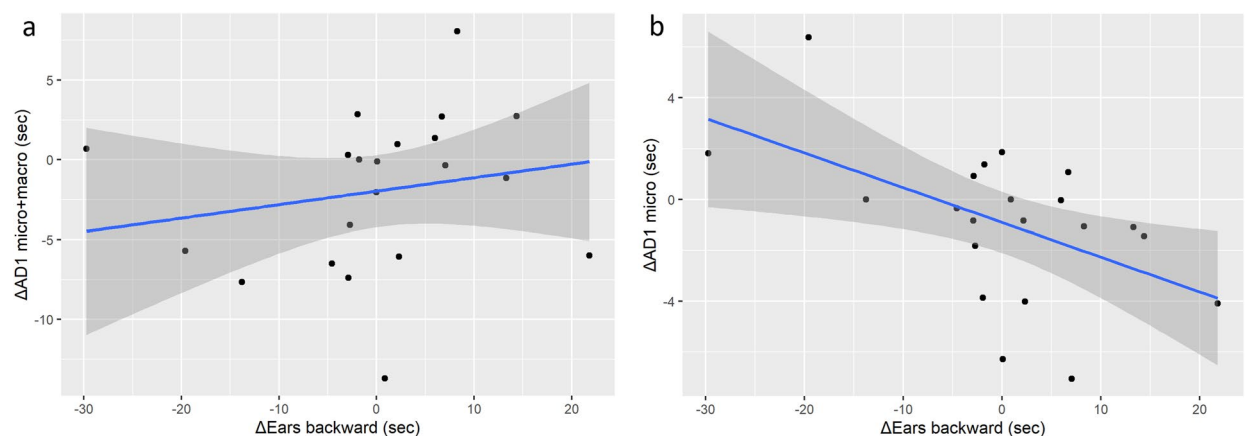 a
5
0
-5
-10
ΔAD1 micro+macro (sec)
-30 -20 -10 0 10 20
ΔEars backward (sec)
b
4
0
-4
ΔAD1 micro (sec)
-30 -20 -10 0 10 20
ΔEars backward (sec)